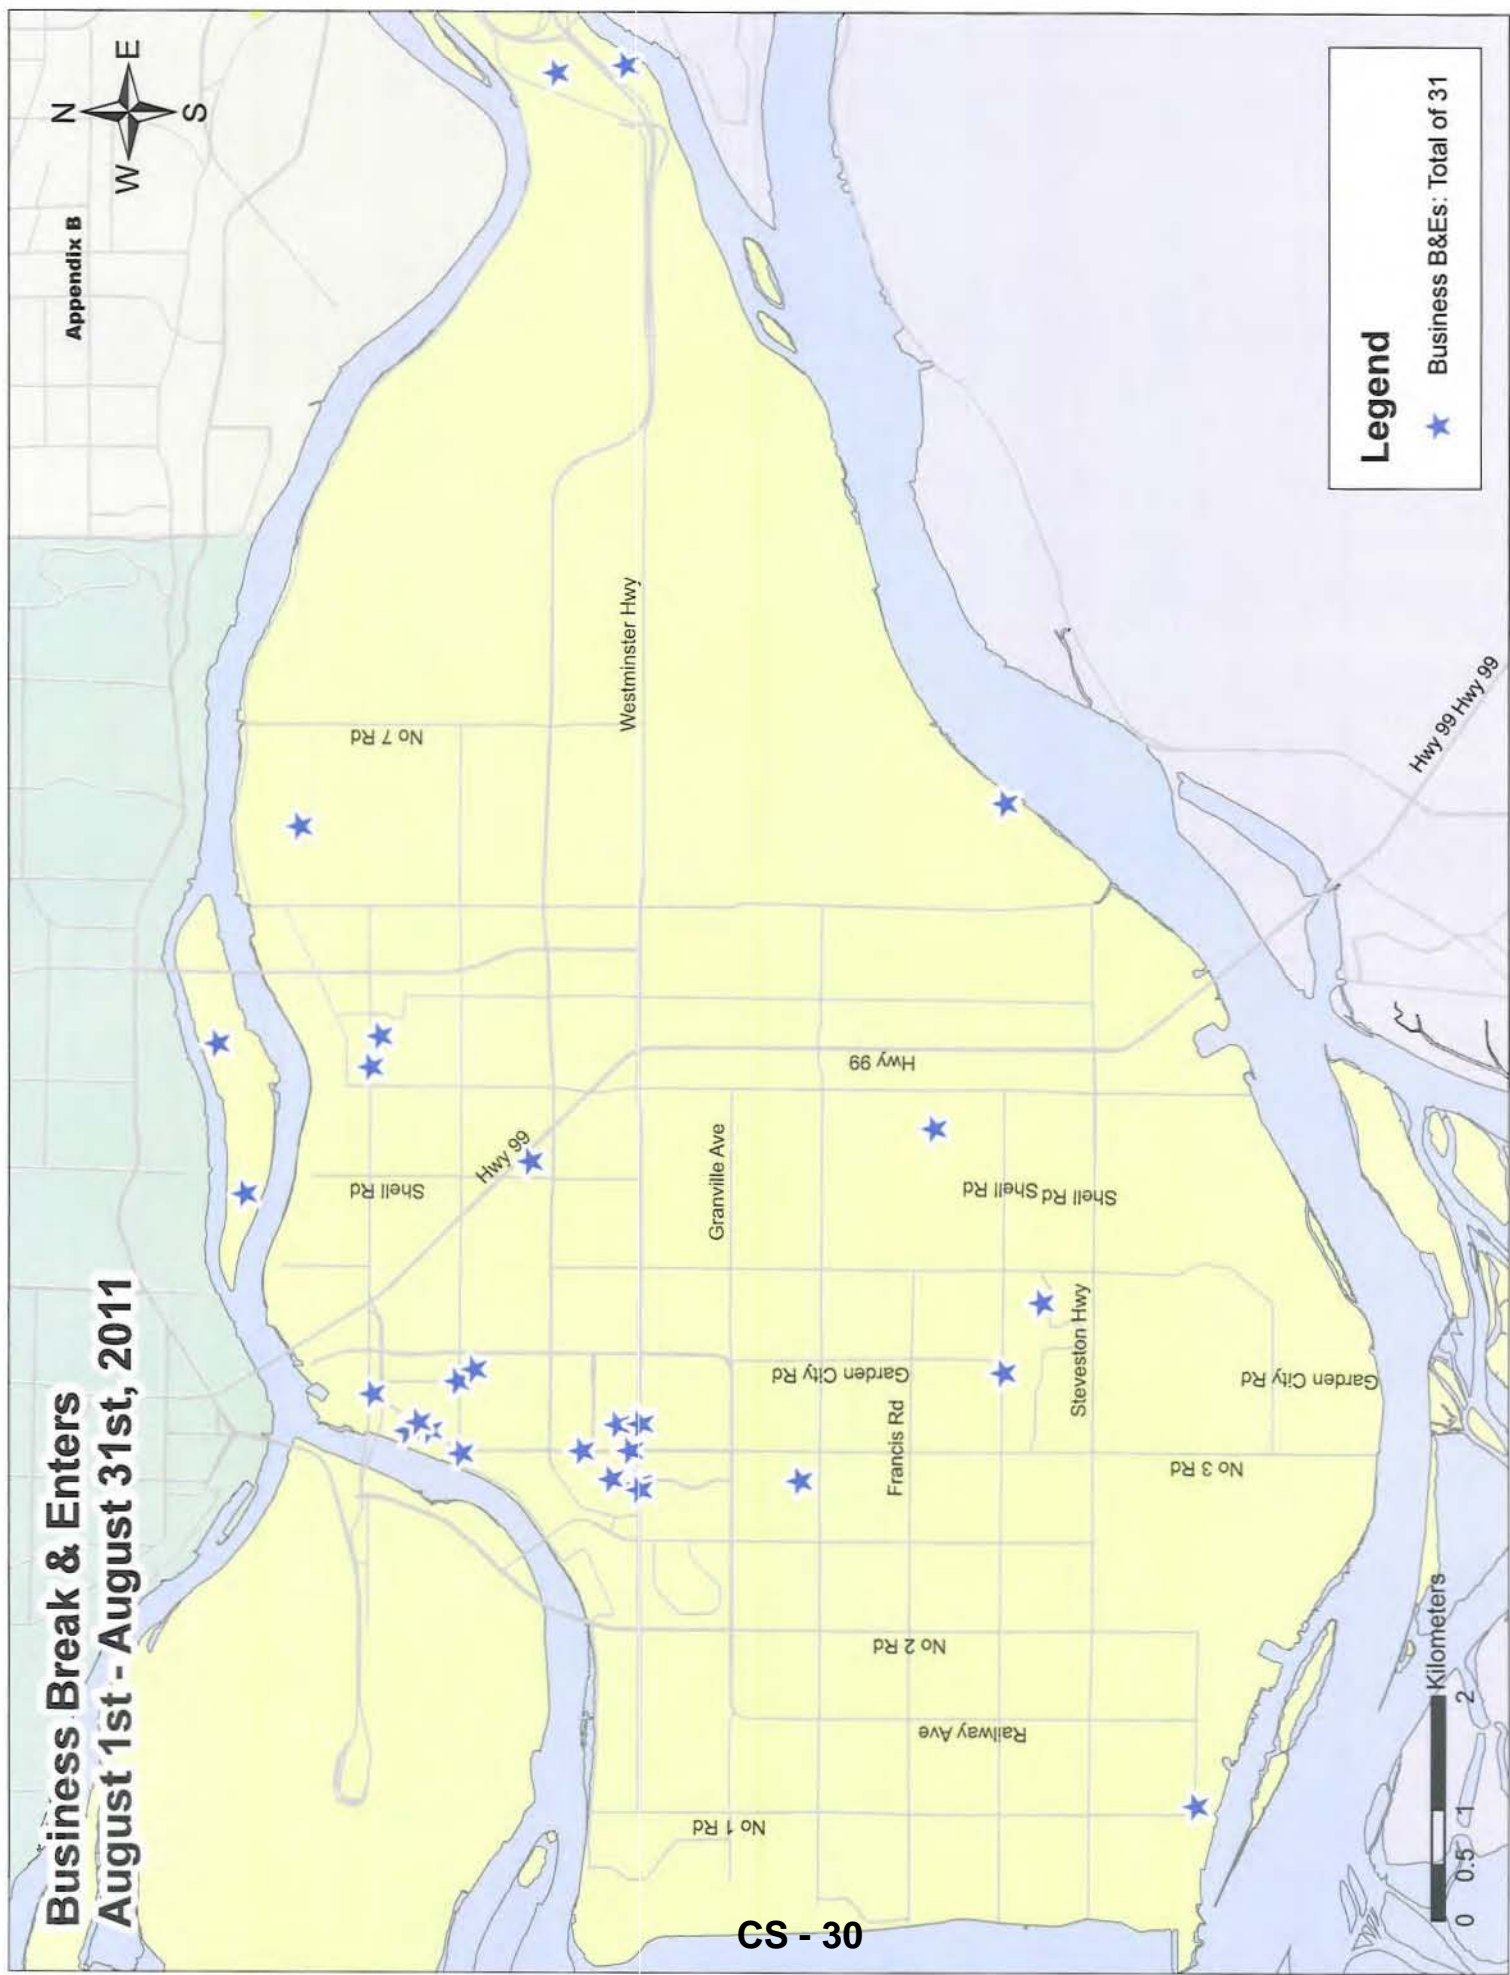 Business Break & Enters
August 1st - August 31st, 2011
Appendix B
N
W
E
S
No 7 Rd
Westminster Hwy
Hwy 99
Shell Rd
Hwy 99
Granville Ave
Shell Rd
Shell Rd
Shell Rd
Garden City Rd
Francis Rd
Steveston Hwy
Garden City Rd
No 3 Rd
No 2 Rd
Railway Ave
No 1 Rd
Hwy 99
Hwy 99
Legend
Business B&Es: Total of 31
Kilometers
0 0.5 1 2
CS - 30